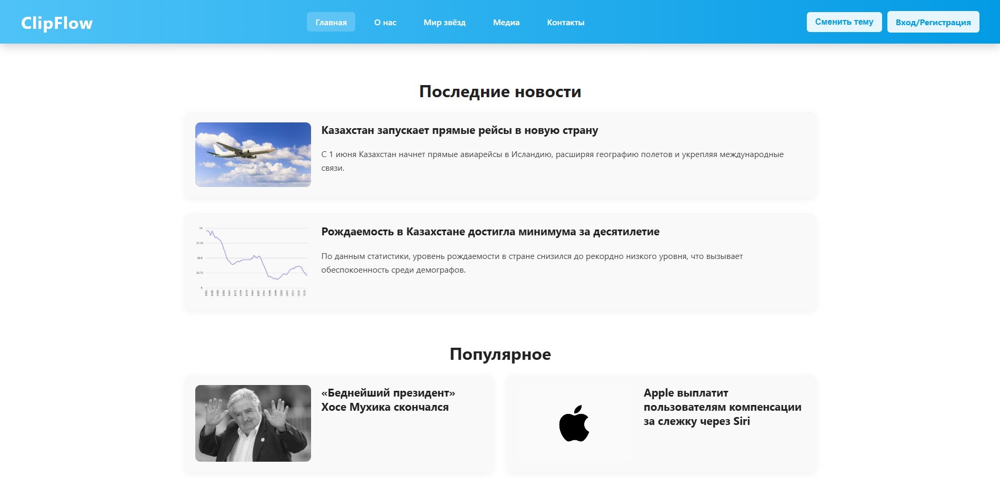 ClipFlow
Главная
О нас
Мир звёзд
Медиа
Контакты
Сменить тему
Вход/Регистрация
Последние новости
Казахстан запускает прямые рейсы в новую страну
С 1 июня Казахстан начнет прямые авиарейсы в Исландию, расширяя географию полетов и укрепляя международные
связи.
Рождаемость в Казахстане достигла минимума за десятилетие
По данным статистики, уровень рождаемости в стране снизился до рекордно низкого уровня, что вызывает
обеспокоенность среди демографов.
Популярное
«Беднейший президент»
Хосе Мухика скончался
Apple выплатит
пользователям компенсации
за слежку через Siri